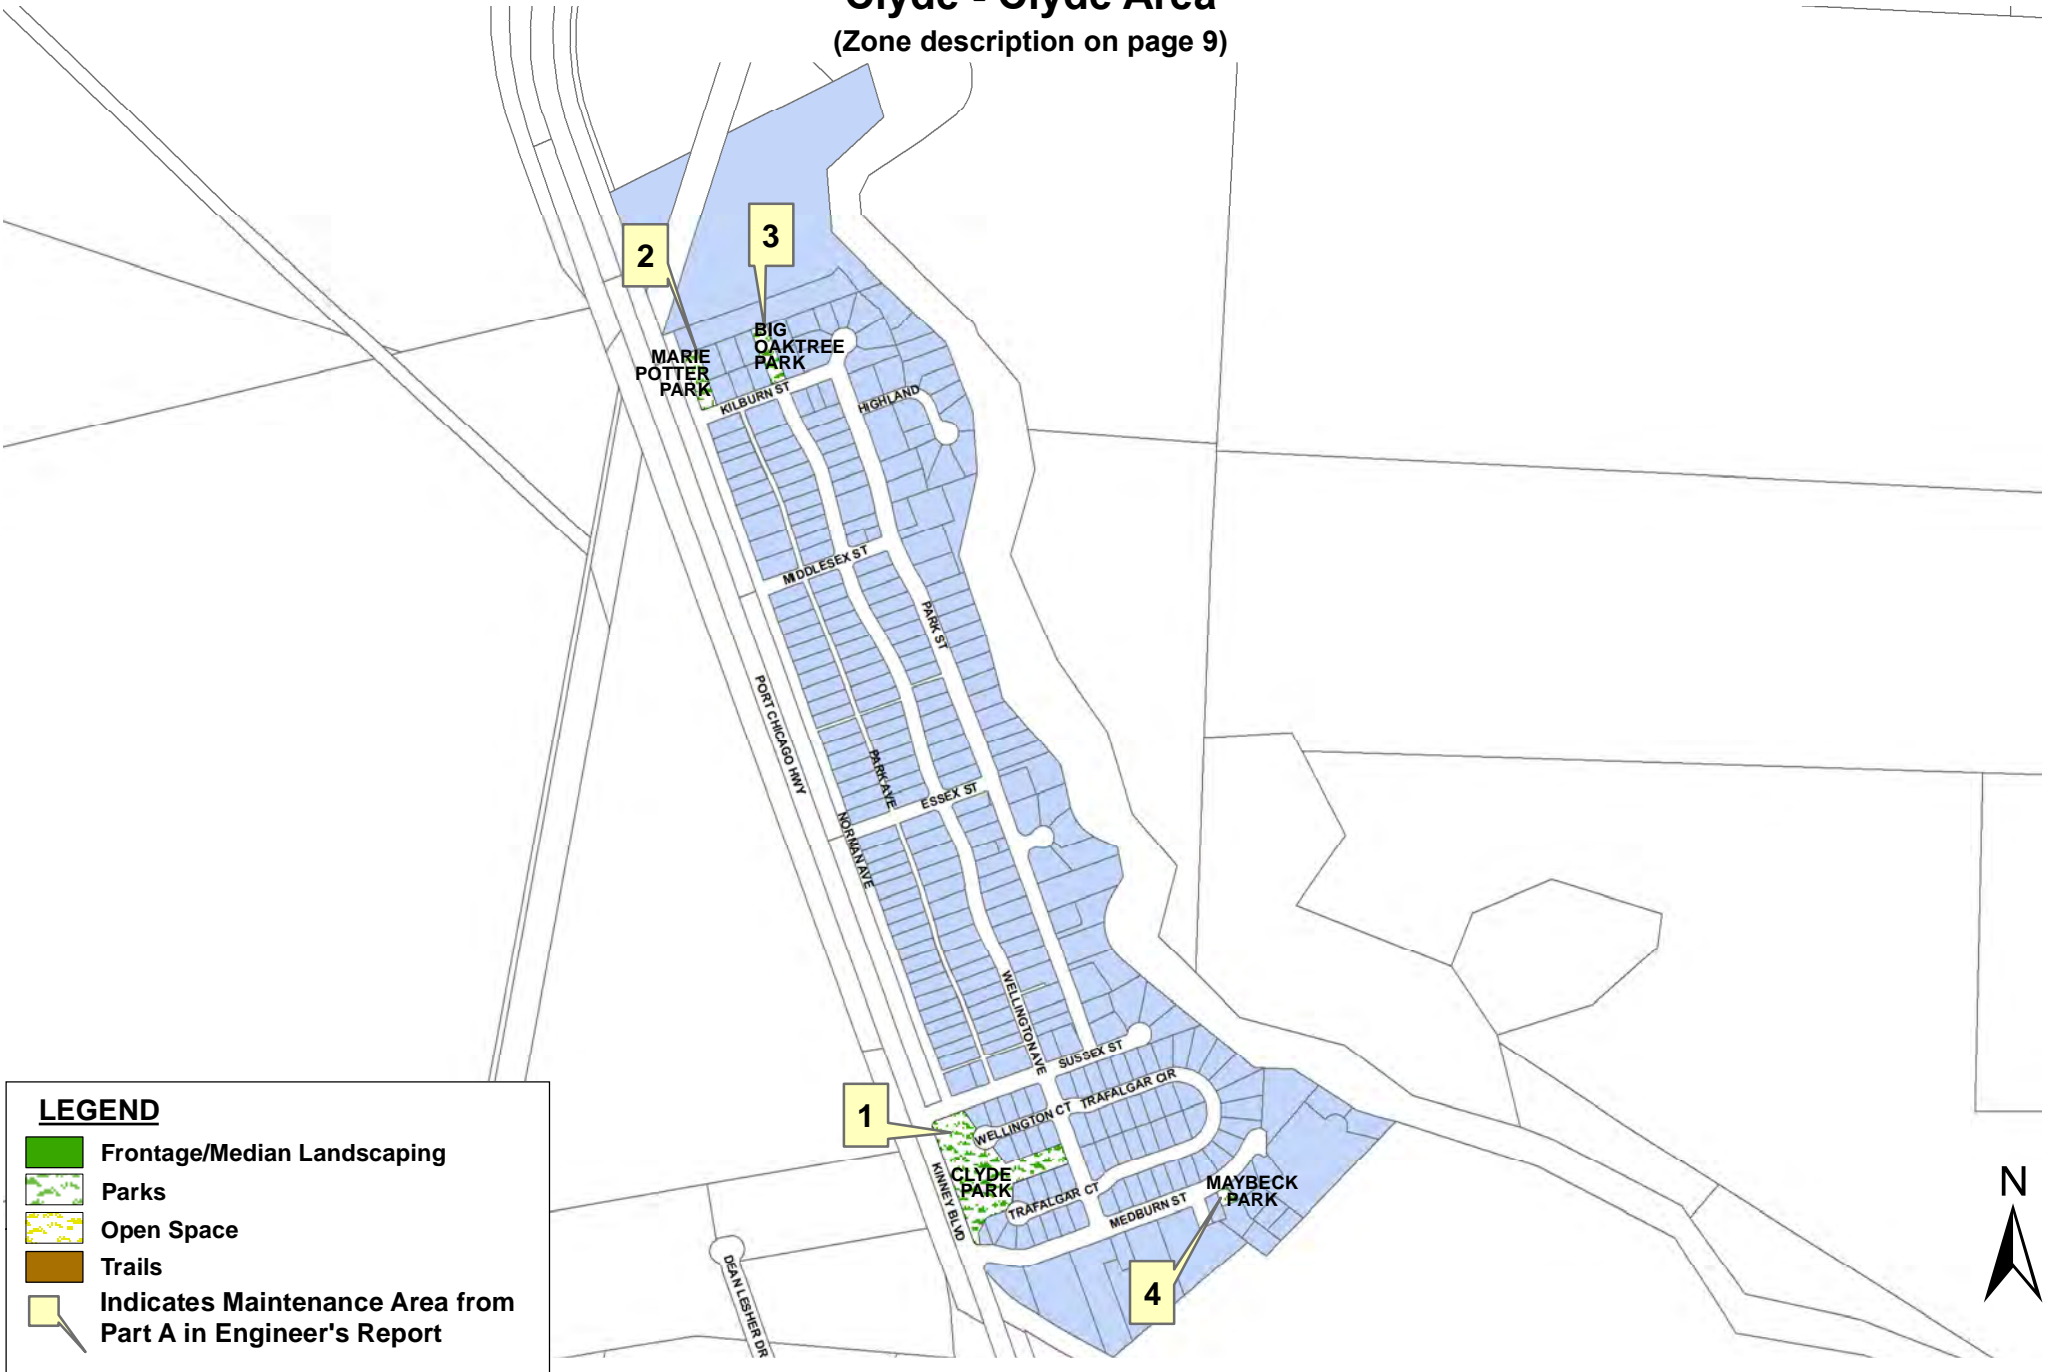 Clyde - Clyde Area
(Zone description on page 9)
3
2
BIG
OAKTREE
PARK
MARIE
POTTER
PARK
KILBURN ST
HIGHLAND
MIDDLESEX ST
PARK ST
PORT CHICAGO HWY
PARK AVE
ESSEX ST
NORMAN AVE
WELLINGTON AVE
SUSSEX ST
TRAFALGAR CIR
WELLINGTON CT
1
CLYDE
PARK
KINNEY BLVD
TRAFALGAR CT
MEDBURN ST
MAYBECK
PARK
4
DEAN LESHER DR
N
LEGEND
Frontage/Median Landscaping
Parks
Open Space
Trails
Indicates Maintenance Area from
Part A in Engineer's Report